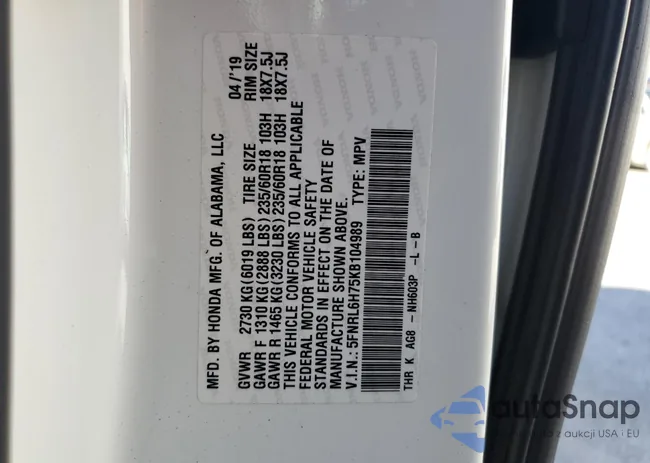 MFD. BY HONDA MFG. OF ALABAMA, LLC 04/'19
GVWR 2730 KG (6019 LBS) TIRE SIZE RIM SIZE
GAWR F 1310 KG (2888 LBS) 235/60R18 103H 18X7.5J
GAWR R 1465 KG (3230 LBS) 235/60R18 103H 18X7.5J
THIS VEHICLE CONFORMS TO ALL APPLICABLE
FEDERAL MOTOR VEHICLE SAFETY
STANDARDS IN EFFECT ON THE DATE OF
MANUFACTURE SHOWN ABOVE.
V.I.N.: 5FNRL6H75KB104989 TYPE: MPV
THR K AG8 - NH603P -L-B
autoSnap
z aukcji USA · EU